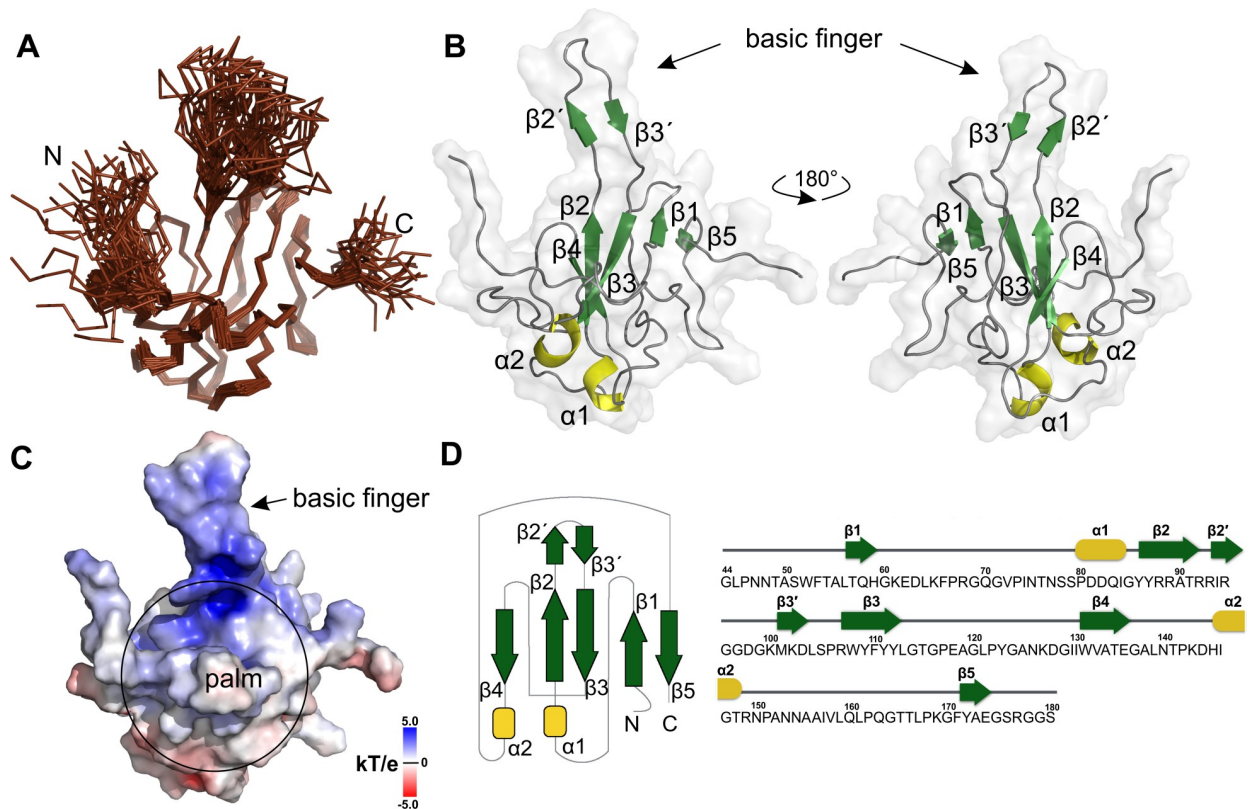 A
N
C
B
basic finger
β2´
β3´
β2
β1
β4
β5
β3
α2
α1
180°
β3´
β2´
β1
β2
β5
β4
β3
α2
α1
C
basic finger
palm
5.0
kT/e
0
-5.0
D
β2´
β3´
β2
β1
β4
β3
β5
N
C
α2
α1
β1
α1
β2
β2′
44 50 60 70 80 90
GLPNNTASWFTALTQHGKEDLKFPRGQGVPINTNSSPDDQIGYYRRATRRIR
β3′
β3
β4
α2
100 110 120 130 140
GGDGKMKDLSPRWYFYYLGTGPEAGLPYGANKDGIIWVATEGALNTPKDHI
α2
β5
150 160 170 180
GTRNPANNAAIVLQLPQGTTLPKGFYAEGSRGGS